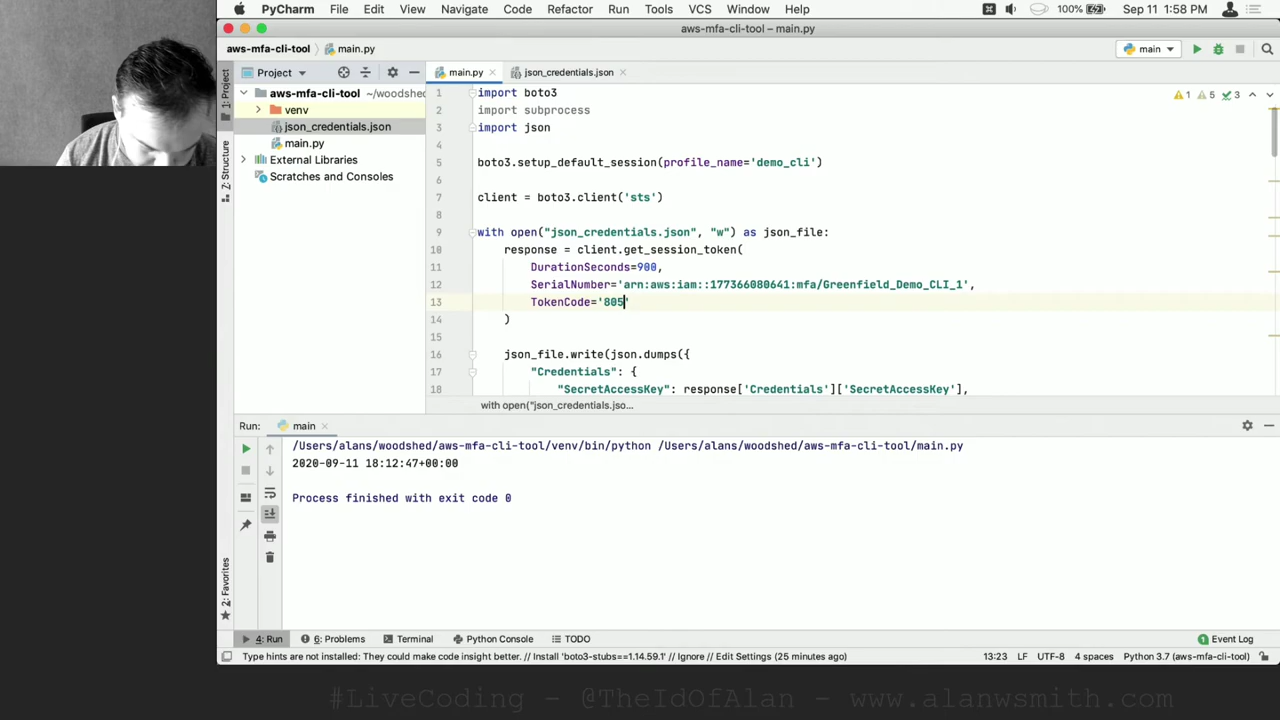 PyCharm File Edit View Navigate Code Refactor Run Tools VCS Window Help 100% Sep 11 1:58 PM
aws-mfa-cli-tool – main.py
aws-mfa-cli-tool main.py main
1: Project
Z: Structure
2: Favorites
Project
aws-mfa-cli-tool ~/woodshed
venv
json_credentials.json
main.py
External Libraries
Scratches and Consoles
main.py json_credentials.json
1 5 3
1 import boto3
2 import subprocess
3 import json
4
5 boto3.setup_default_session(profile_name='demo_cli')
6
7 client = boto3.client('sts')
8
9 with open("json_credentials.json", "w") as json_file:
10 response = client.get_session_token(
11 DurationSeconds=900,
12 SerialNumber='arn:aws:iam::177366080641:mfa/Greenfield_Demo_CLI_1',
13 TokenCode='805'
14 )
15
16 json_file.write(json.dumps({
17 "Credentials": {
18 "SecretAccessKey": response['Credentials']['SecretAccessKey'],
with open("json_credentials.jso...
Run: main
/Users/alans/woodshed/aws-mfa-cli-tool/venv/bin/python /Users/alans/woodshed/aws-mfa-cli-tool/main.py
2020-09-11 18:12:47+00:00
Process finished with exit code 0
4: Run 6: Problems Terminal Python Console TODO 1 Event Log
Type hints are not installed: They could make code insight better. // Install 'boto3-stubs==1.14.59.1' // Ignore // Edit Settings (25 minutes ago) 13:23 LF UTF-8 4 spaces Python 3.7 (aws-mfa-cli-tool)
#LiveCoding - @TheIdOfAlan - www.alanwsmith.com